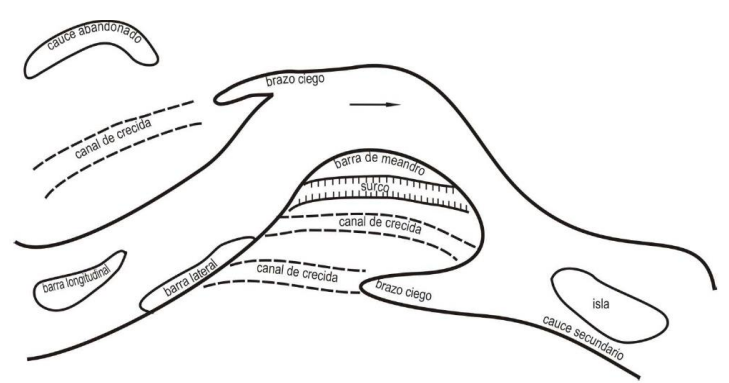 cauce abandonado
brazo ciego
canal de crecida
barra de meandro
surco
canal de crecida
canal de crecida
barra longitudinal
barra lateral
brazo ciego
isla
cauce secundario